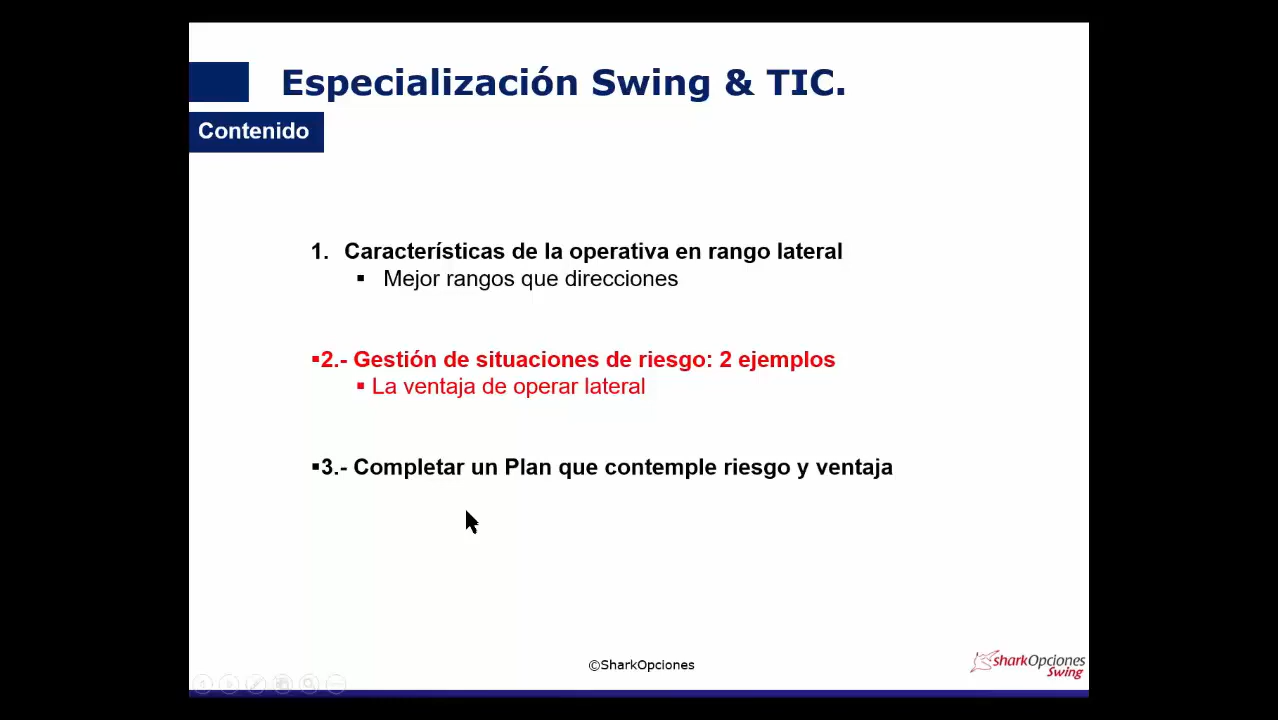 Especialización Swing & TIC.
Contenido
1. Características de la operativa en rango lateral
▪ Mejor rangos que direcciones
▪2.- Gestión de situaciones de riesgo: 2 ejemplos
▪ La ventaja de operar lateral
▪3.- Completar un Plan que contemple riesgo y ventaja
©SharkOpciones
sharkOpciones
Swing